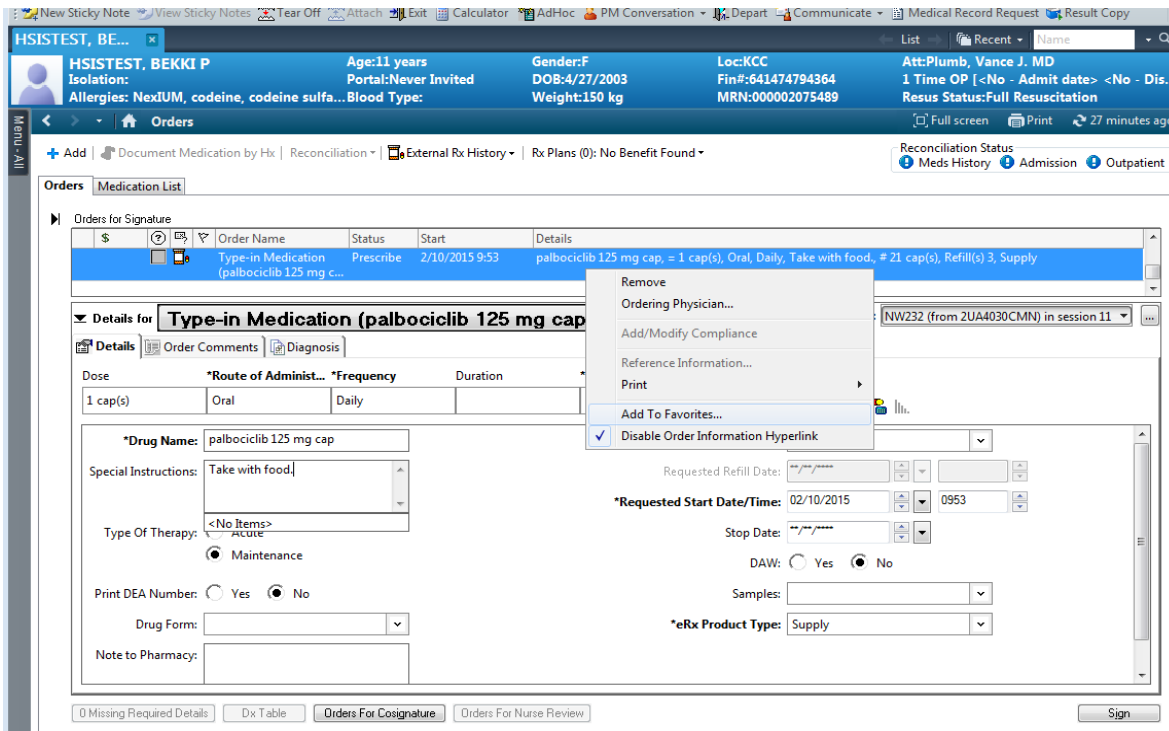 New Sticky Note View Sticky Notes Tear Off Attach Exit Calculator AdHoc PM Conversation Depart Communicate Medical Record Request Result Copy
HSISTEST, BE... List Recent Name
HSISTEST, BEKKI P Age:11 years Gender:F Loc:KCC Att:Plumb, Vance J. MD
Isolation: Portal:Never Invited DOB:4/27/2003 Fin#:641474794364 1 Time OP [<No - Admit date> <No - Dis.
Allergies: NexIUM, codeine, codeine sulfa... Blood Type: Weight:150 kg MRN:000002075489 Resus Status:Full Resuscitation
Menu - All
Orders Full screen Print 27 minutes ago
Add Document Medication by Hx Reconciliation External Rx History Rx Plans (0): No Benefit Found
Reconciliation Status
Meds History Admission Outpatient
Orders Medication List
Orders for Signature
$ Order Name Status Start Details
Type-in Medication Prescribe 2/10/2015 9:53 palbociclib 125 mg cap, = 1 cap(s), Oral, Daily, Take with food., # 21 cap(s), Refill(s) 3, Supply
(palbociclib 125 mg c...
Remove
Ordering Physician...
Add/Modify Compliance
Reference Information...
Print
Add To Favorites...
Disable Order Information Hyperlink
Details for Type-in Medication (palbociclib 125 mg cap NW232 (from 2UA4030CMN) in session 11 ...
Details Order Comments Diagnosis
Dose *Route of Administ... *Frequency Duration *
1 cap(s) Oral Daily
*Drug Name: palbociclib 125 mg cap
Special Instructions: Take with food. Requested Refill Date: **/**/****
*Requested Start Date/Time: 02/10/2015 0953
<No Items>
Type Of Therapy: Acute Stop Date: **/**/****
Maintenance
DAW: Yes No
Print DEA Number: Yes No Samples:
Drug Form: *eRx Product Type: Supply
Note to Pharmacy:
0 Missing Required Details Dx Table Orders For Cosignature Orders For Nurse Review Sign